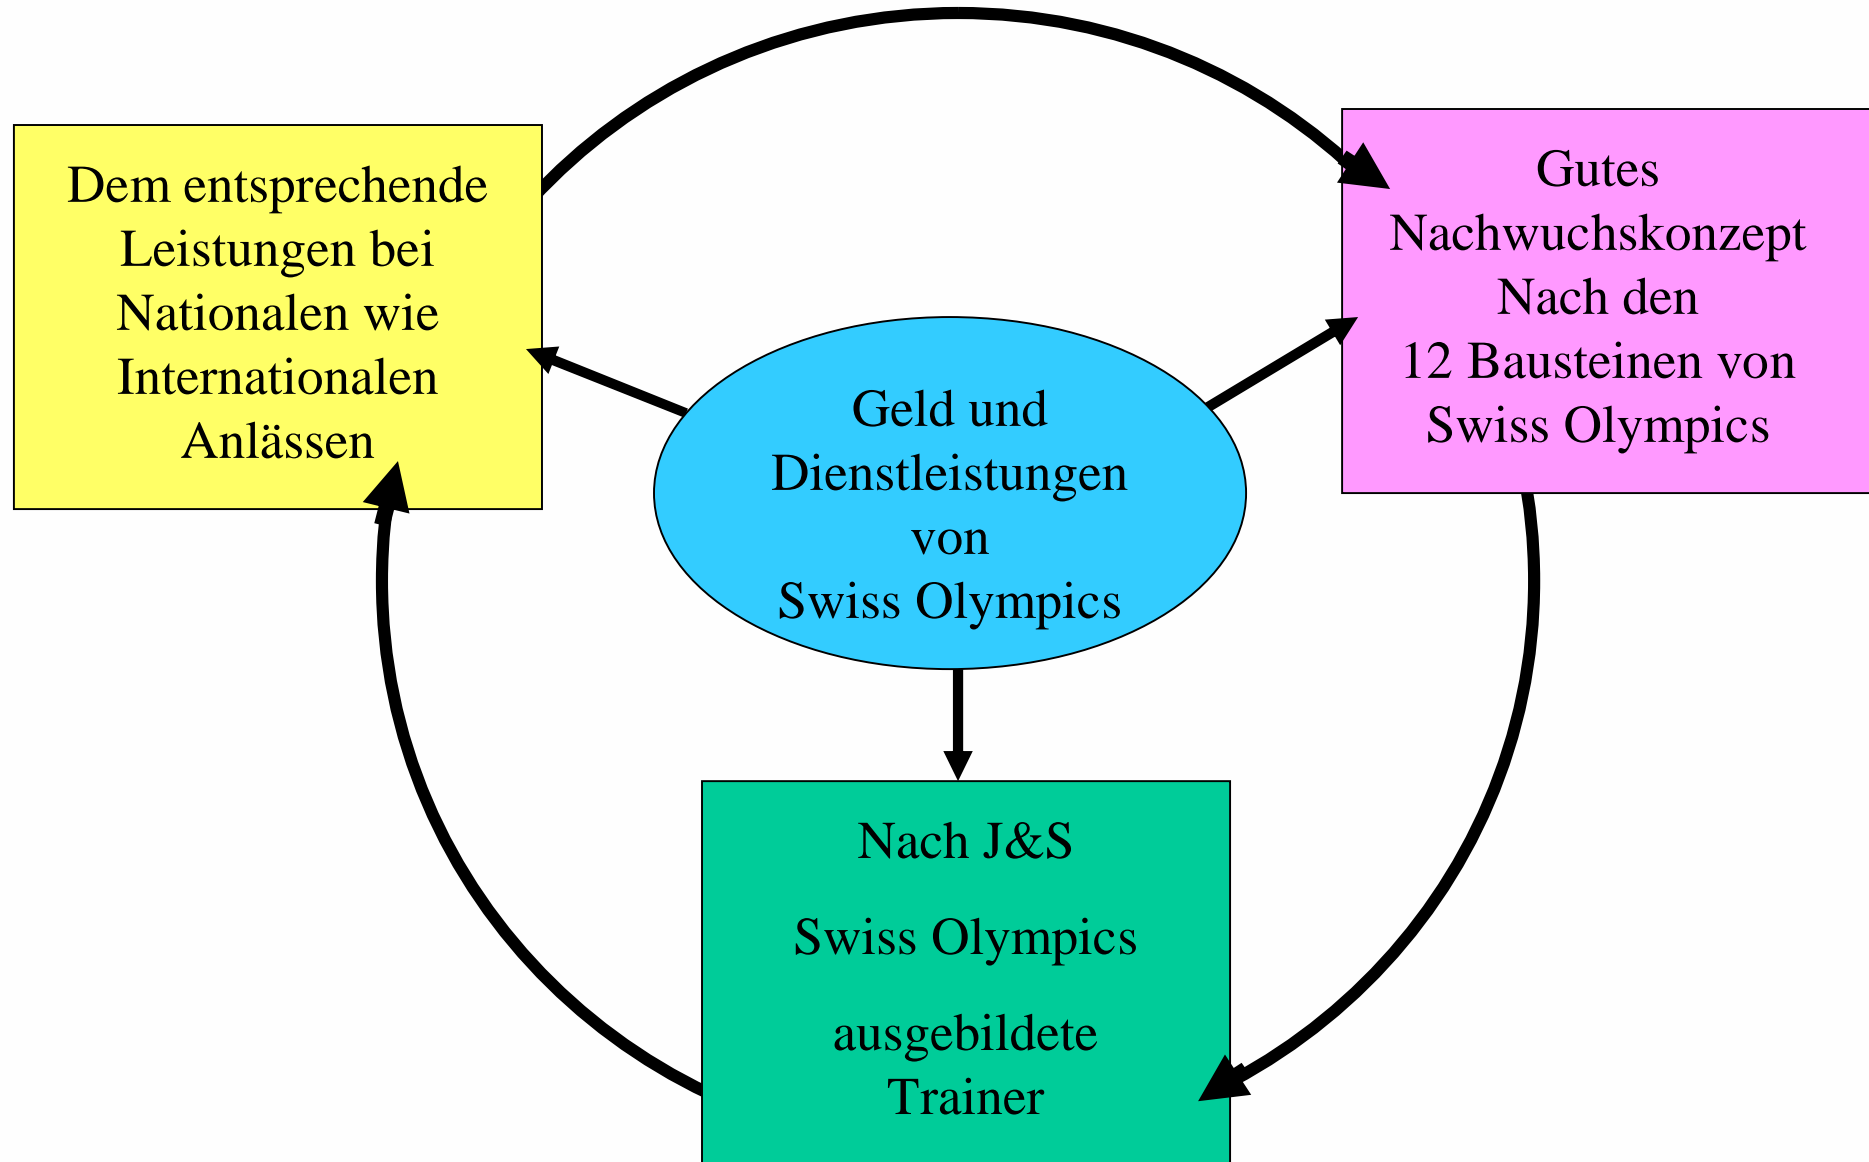 Dem entsprechende
Leistungen bei
Nationalen wie
Internationalen
Anlässen
Gutes
Nachwuchskonzept
Nach den
12 Bausteinen von
Swiss Olympics
Geld und
Dienstleistungen
von
Swiss Olympics
Nach J&S
Swiss Olympics
ausgebildete
Trainer